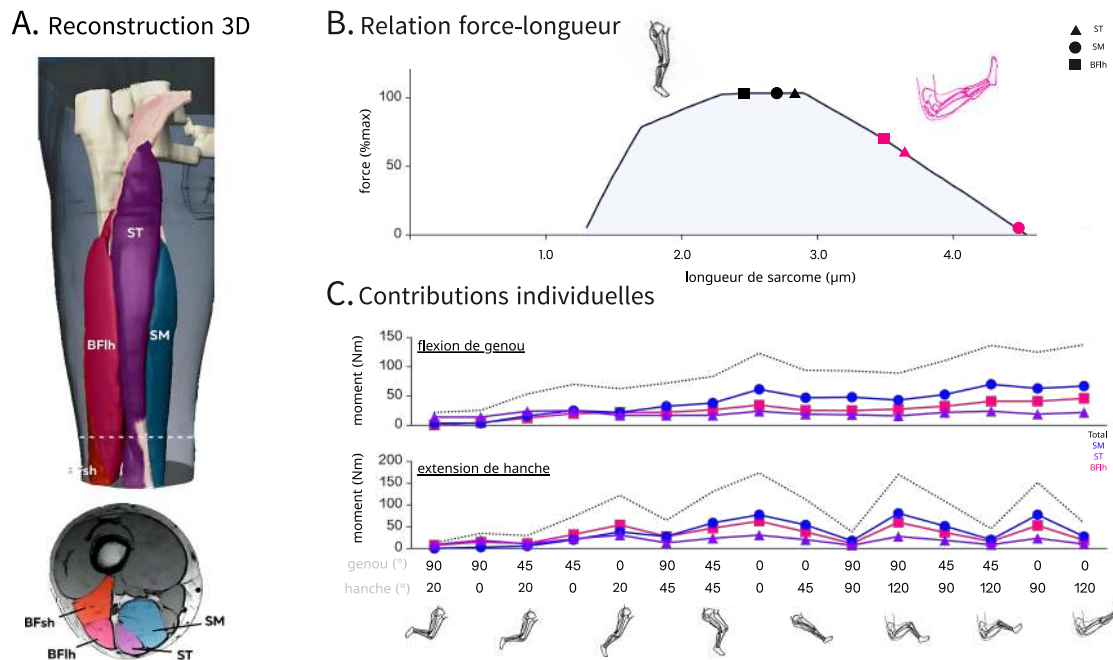 A. Reconstruction 3D
ST
BFlh
SM
BFsh
SM
BFlh
ST
B. Relation force-longueur
ST
SM
BFlh
force (%max)
100
50
0
1.0
2.0
3.0
4.0
longueur de sarcome (µm)
C. Contributions individuelles
moment (Nm)
150
100
50
0
flexion de genou
Total
SM
ST
BFlh
moment (Nm)
200
150
100
50
0
extension de hanche
genou (°) 90 90 45 45 0 90 45 0 0 90 90 45 45 0 0
hanche (°) 20 0 20 0 20 45 45 0 45 90 120 90 120 90 120